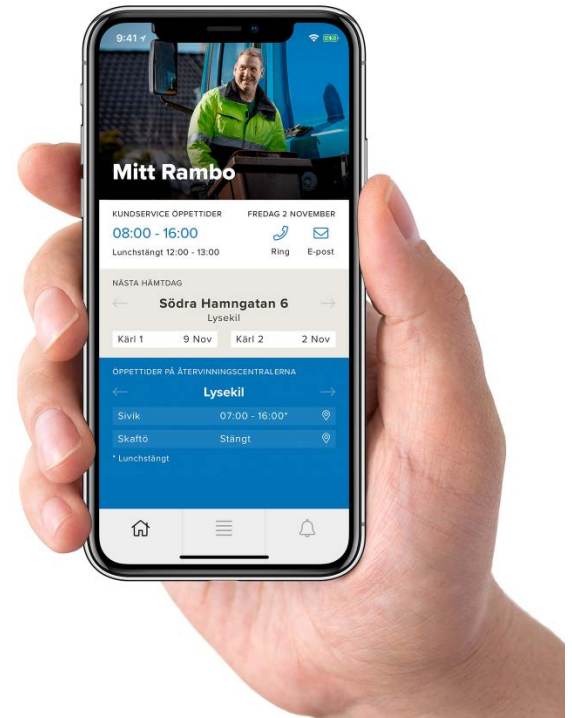 9:41
Mitt Rambo
KUNDSERVICE ÖPPETTIDER FREDAG 2 NOVEMBER
08:00 - 16:00
Lunchstängt 12:00 - 13:00 Ring E-post
NÄSTA HÄMTDAG
← Södra Hamngatan 6 →
Lysekil
Kärl 1 9 Nov Kärl 2 2 Nov
ÖPPETTIDER PÅ ÅTERVINNINGSCENTRALERNA
← Lysekil →
Sivik 07:00 - 16:00*
Skaftö Stängt
* Lunchstängt